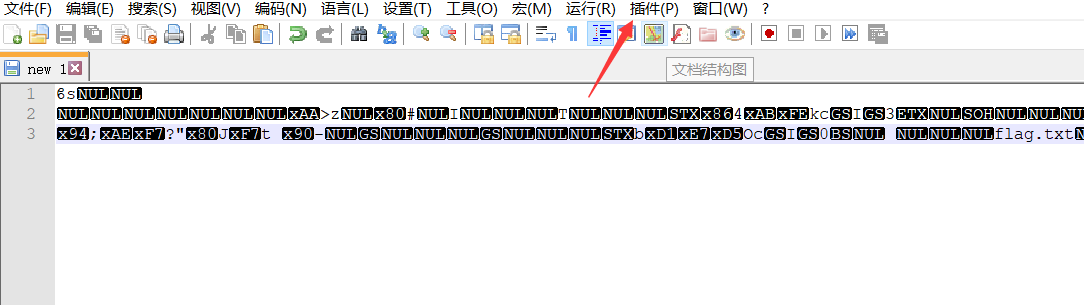 文件(F) 编辑(E) 搜索(S) 视图(V) 编码(N) 语言(L) 设置(T) 工具(O) 宏(M) 运行(R) 插件(P) 窗口(W) ?
new 1
文档结构图
1 6sNULNUL
2 NULNULNULNULNULNULNULxAA>zNULx80#NULINULNULNULTNULNULNULSTXx864xABxFEkcGSIGS3ETXNULSOHNULNULNU
3 x94;xAExF7?"x80JxF7t x90-NULGSNULNULNULGSNULNULNULSTXbxD1xE7xD5OcGSIGS0BSNUL NULNULNULflag.txtN